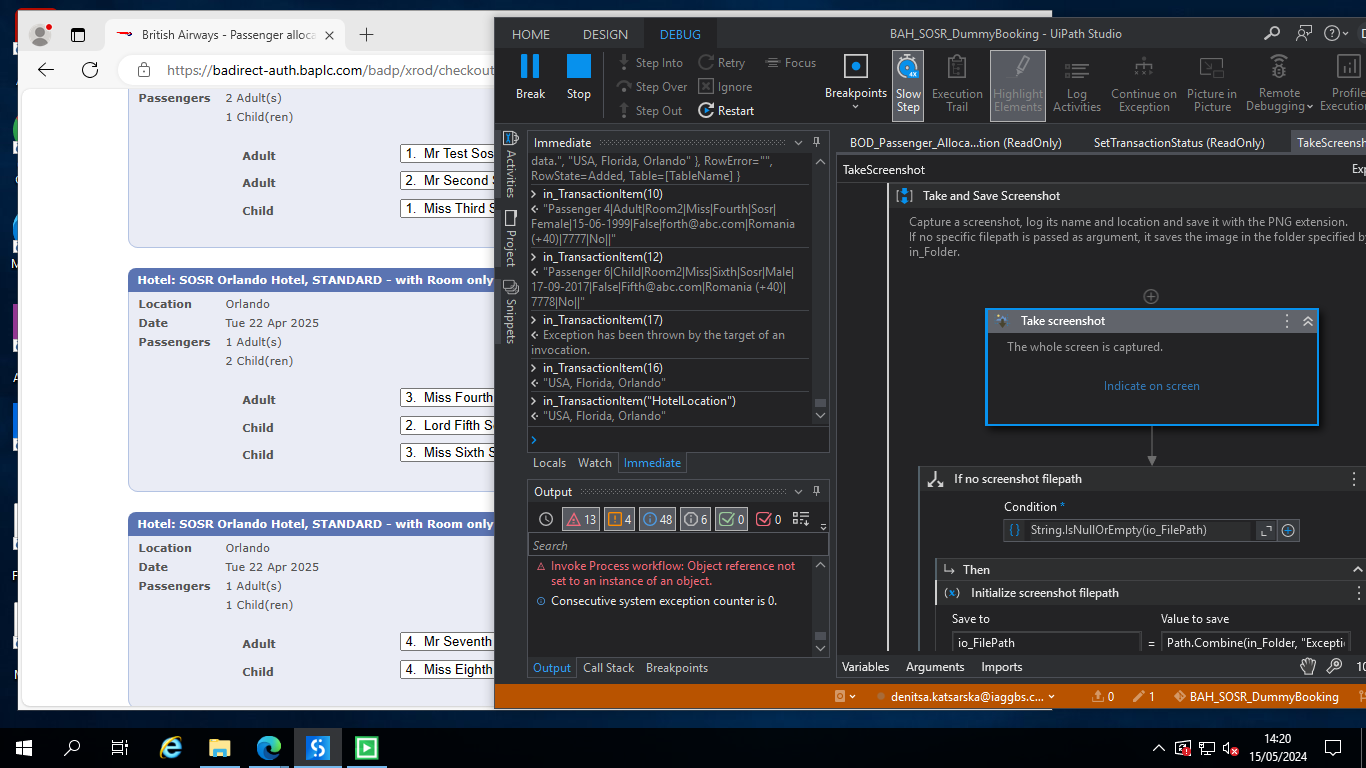 British Airways - Passenger alloca
https://badirect-auth.baplc.com/badp/xrod/checkout
Passengers 2 Adult(s)
1 Child(ren)
Adult 1. Mr Test Sos
Adult 2. Mr Second S
Child 1. Miss Third S
Hotel: SOSR Orlando Hotel, STANDARD - with Room only
Location Orlando
Date Tue 22 Apr 2025
Passengers 1 Adult(s)
2 Child(ren)
Adult 3. Miss Fourth
Child 2. Lord Fifth So
Child 3. Miss Sixth S
Hotel: SOSR Orlando Hotel, STANDARD - with Room only
Location Orlando
Date Tue 22 Apr 2025
Passengers 1 Adult(s)
1 Child(ren)
Adult 4. Mr Seventh
Child 4. Miss Eighth
HOME DESIGN DEBUG BAH_SOSR_DummyBooking - UiPath Studio
Break
Stop
Step Into
Step Over
Step Out
Retry
Ignore
Restart
Focus
Breakpoints
Slow
Step
Execution
Trail
Highlight
Elements
Log
Activities
Continue on
Exception
Picture in
Picture
Remote
Debugging
Profile
Execution
Activities
Project
Snippets
Immediate
data.", "USA, Florida, Orlando" }, RowError="",
RowState=Added, Table=[TableName] }
in_TransactionItem(10)
"Passenger 4|Adult|Room2|Miss|Fourth|Sosr|
Female|15-06-1999|False|forth@abc.com|Romania
(+40)|7777|No||"
in_TransactionItem(12)
"Passenger 6|Child|Room2|Miss|Sixth|Sosr|Male|
17-09-2017|False|Fifth@abc.com|Romania (+40)|
7778|No||"
in_TransactionItem(17)
Exception has been thrown by the target of an
invocation.
in_TransactionItem(16)
"USA, Florida, Orlando"
in_TransactionItem("HotelLocation")
"USA, Florida, Orlando"
Locals Watch Immediate
Output
13 4 48 6 0 0
Search
Invoke Process workflow: Object reference not
set to an instance of an object.
Consecutive system exception counter is 0.
Output Call Stack Breakpoints
BOD_Passenger_Alloca...tion (ReadOnly) SetTransactionStatus (ReadOnly) TakeScreensh
TakeScreenshot Exp
Take and Save Screenshot
Capture a screenshot, log its name and location and save it with the PNG extension.
If no specific filepath is passed as argument, it saves the image in the folder specified by
in_Folder.
Take screenshot
The whole screen is captured.
Indicate on screen
If no screenshot filepath
Condition *
String.IsNullOrEmpty(io_FilePath)
Then
Initialize screenshot filepath
Save to Value to save
io_FilePath = Path.Combine(in_Folder, "Excepti
Variables Arguments Imports 10
denitsa.katsarska@iaggbs.c... 0 1 BAH_SOSR_DummyBooking
14:20
15/05/2024